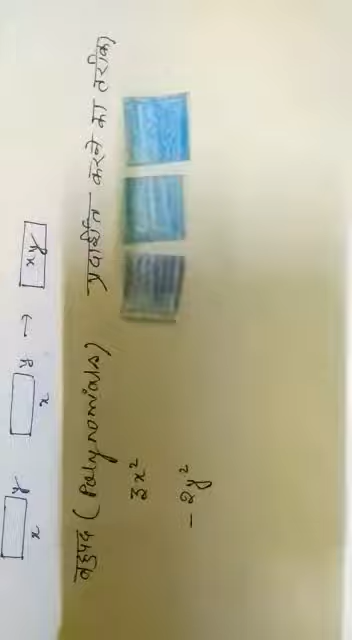 x y x y → xy
बहुपद (Polynomials) प्रदर्शित करने का तरीका
3x²
-2y²